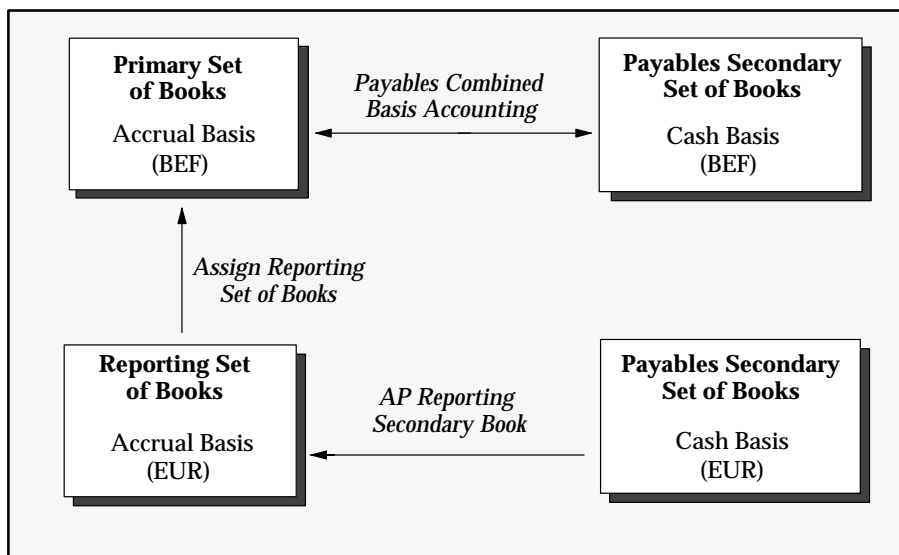 Primary Set
of Books
Accrual Basis
(BEF)
Payables Combined
Basis Accounting
Payables Secondary
Set of Books
Cash Basis
(BEF)
Assign Reporting
Set of Books
Reporting Set
of Books
Accrual Basis
(EUR)
AP Reporting
Secondary Book
Payables Secondary
Set of Books
Cash Basis
(EUR)